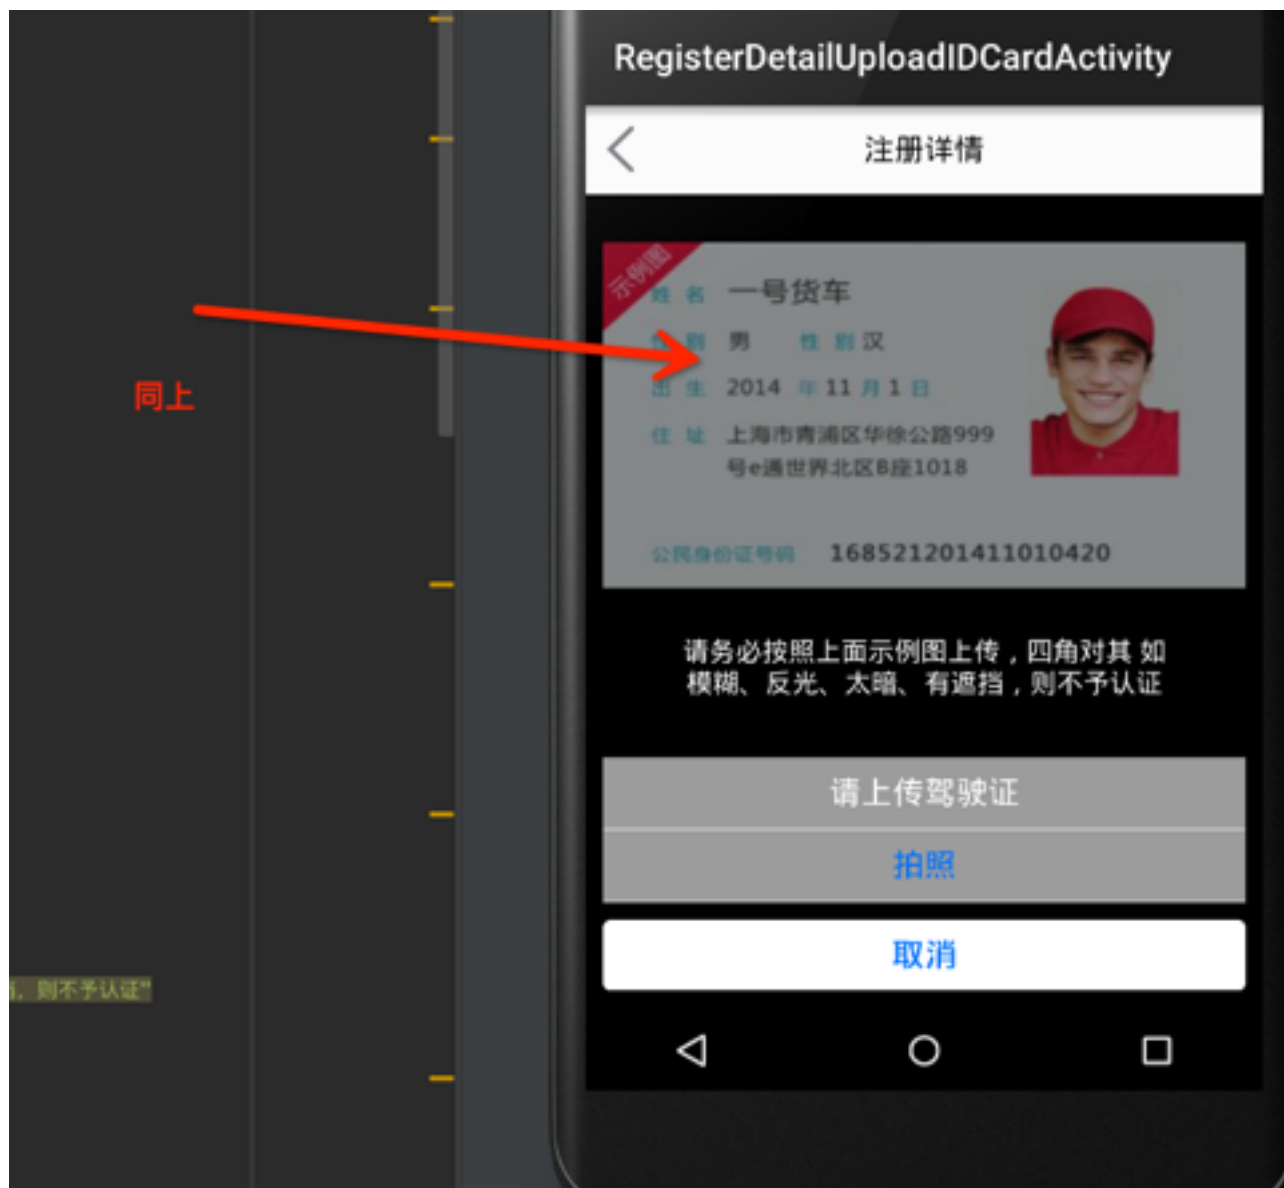 RegisterDetailUploadIDCardActivity
注册详情
示例图
姓 名 一号货车
性 别 男 性 别 汉
出 生 2014 年 11 月 1 日
住 址 上海市青浦区华徐公路999
号e通世界北区B座1018
公民身份证号码 168521201411010420
同上
请务必按照上面示例图上传，四角对其 如
模糊、反光、太暗、有遮挡，则不予认证
请上传驾驶证
拍照
取消
，则不予认证"